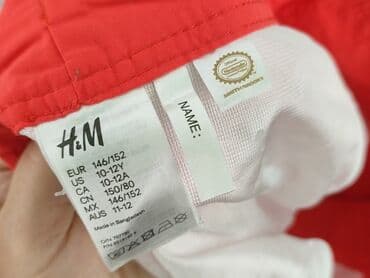 H&M
EUR 146/152
US 10-12Y
CA 10-12A
CN 150/80
MX 146/152
AUS 11-12
Made in Bangladesh
NAME:
Nintendo